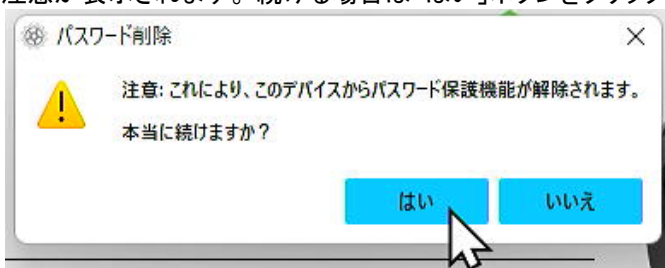 注意が表示されます。続ける場合は「はい」ボタンをクリック
パスワード削除
注意: これにより、このデバイスからパスワード保護機能が解除されます。
本当に続けますか？
はい
いいえ